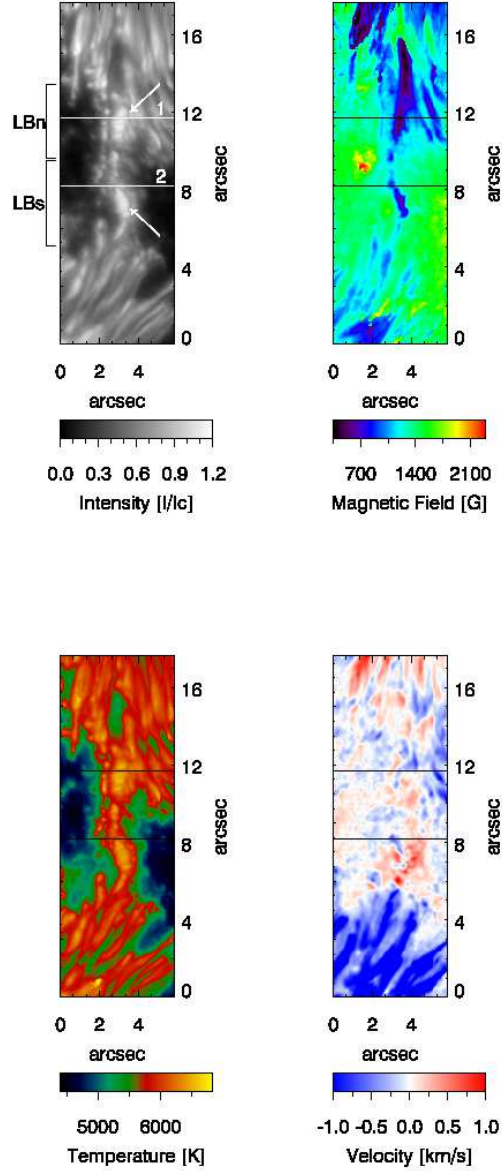 16
1
LBn
12
arcsec
2
8
LBs
4
0
0 2 4
arcsec
0.0 0.3 0.6 0.9 1.2
Intensity [I/Ic]
16
12
arcsec
8
4
0
0 2 4
arcsec
700 1400 2100
Magnetic Field [G]
16
12
arcsec
8
4
0
0 2 4
arcsec
5000 6000
Temperature [K]
16
12
arcsec
8
4
0
0 2 4
arcsec
-1.0 -0.5 0.0 0.5 1.0
Velocity [km/s]